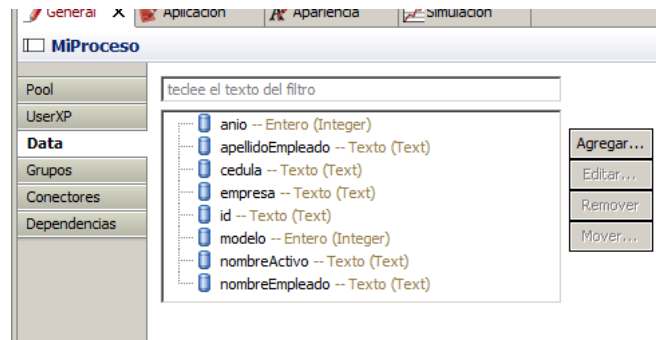 General X Aplicación Apariencia Simulación
MiProceso
Pool
UserXP
Data
Grupos
Conectores
Dependencias
teclee el texto del filtro
anio -- Entero (Integer)
apellidoEmpleado -- Texto (Text)
cedula -- Texto (Text)
empresa -- Texto (Text)
id -- Texto (Text)
modelo -- Entero (Integer)
nombreActivo -- Texto (Text)
nombreEmpleado -- Texto (Text)
Agregar...
Editar...
Remover
Mover...